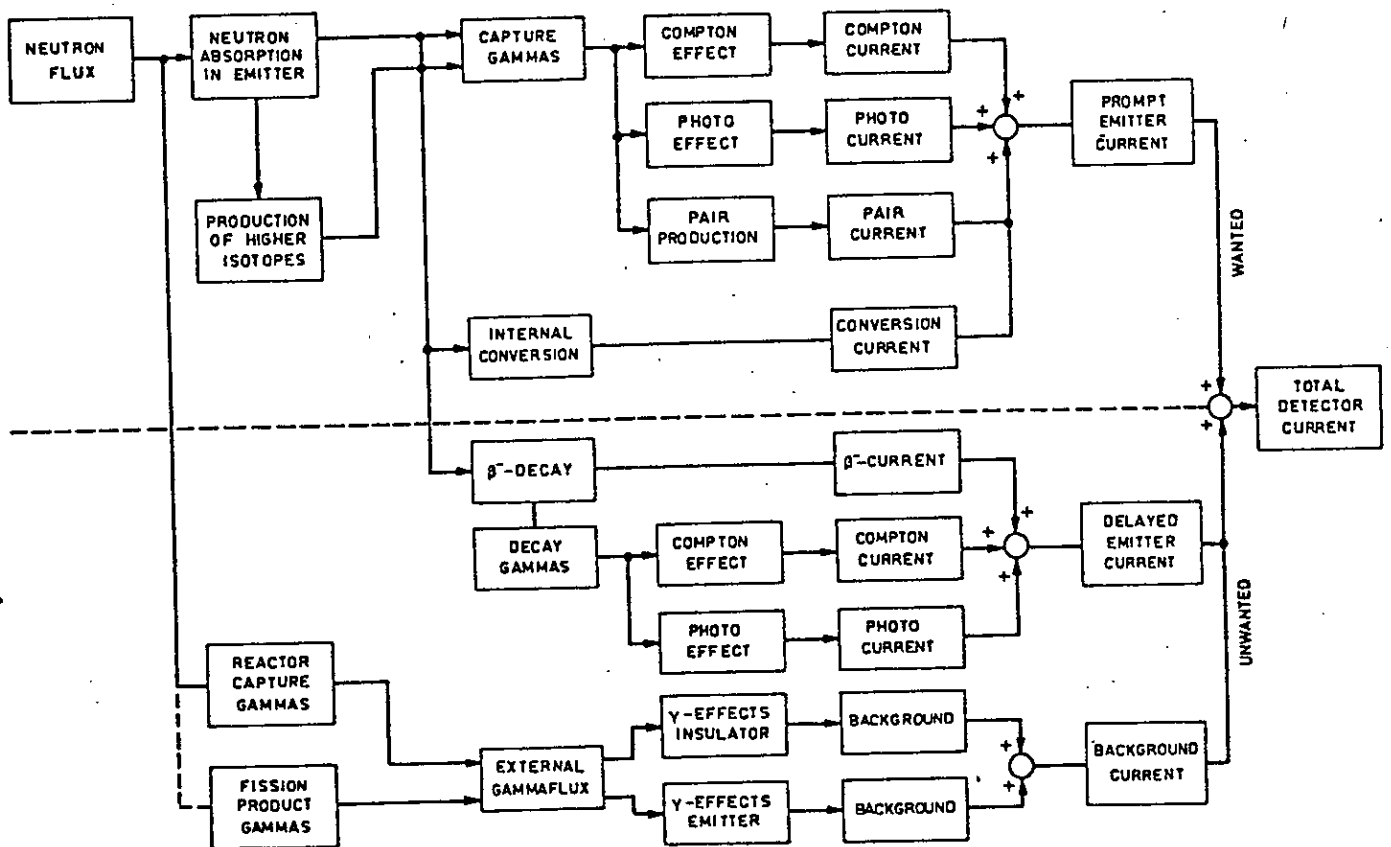 NEUTRON
FLUX
NEUTRON
ABSORPTION
IN EMITTER
CAPTURE
GAMMAS
COMPTON
EFFECT
COMPTON
CURRENT
+
PHOTO
EFFECT
PHOTO
CURRENT
+
+
PROMPT
EMITTER
CURRENT
PRODUCTION
OF HIGHER
ISOTOPES
PAIR
PRODUCTION
PAIR
CURRENT
WANTED
INTERNAL
CONVERSION
CONVERSION
CURRENT
+
+
TOTAL
DETECTOR
CURRENT
β⁻-DECAY
β⁻-CURRENT
+
DECAY
GAMMAS
COMPTON
EFFECT
COMPTON
CURRENT
+
+
DELAYED
EMITTER
CURRENT
PHOTO
EFFECT
PHOTO
CURRENT
UNWANTED
REACTOR
CAPTURE
GAMMAS
γ-EFFECTS
INSULATOR
BACKGROUND
+
EXTERNAL
GAMMAFLUX
BACKGROUND
CURRENT
FISSION
PRODUCT
GAMMAS
γ-EFFECTS
EMITTER
BACKGROUND
+